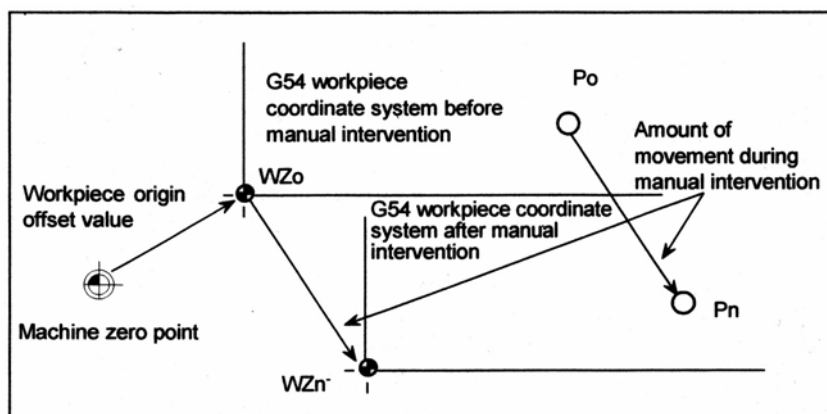 G54 workpiece
coordinate system before
manual intervention
Po
Amount of
movement during
manual intervention
WZo
Workpiece origin
offset value
G54 workpiece coordinate
system after manual
intervention
Pn
Machine zero point
WZn-